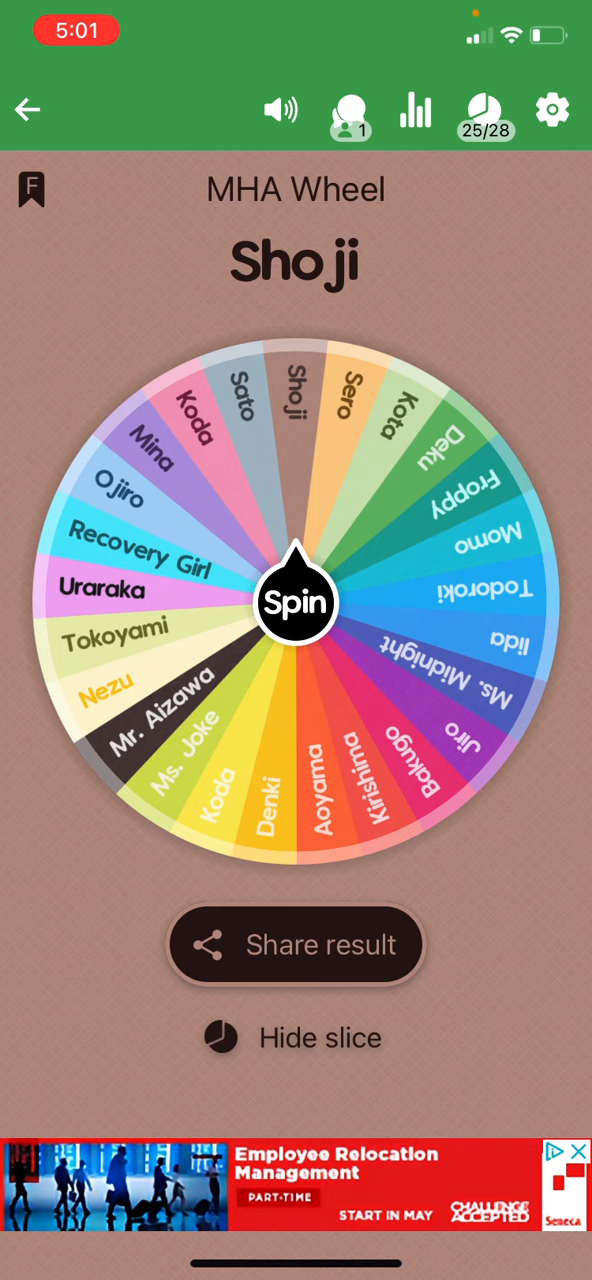 5:01
1
25/28
F
MHA Wheel
Shoji
Shoji
Sero
Kota
Deku
Froppy
Momo
Todoroki
Iida
Ms. Midnight
Jiro
Bakugo
Kirishima
Aoyama
Denki
Koda
Ms. Joke
Mr. Aizawa
Nezu
Tokoyami
Uraraka
Recovery Girl
Ojiro
Mina
Koda
Sato
Spin
Share result
Hide slice
Employee Relocation
Management
PART-TIME
START IN MAY
CHALLENGE
ACCEPTED
Seneca